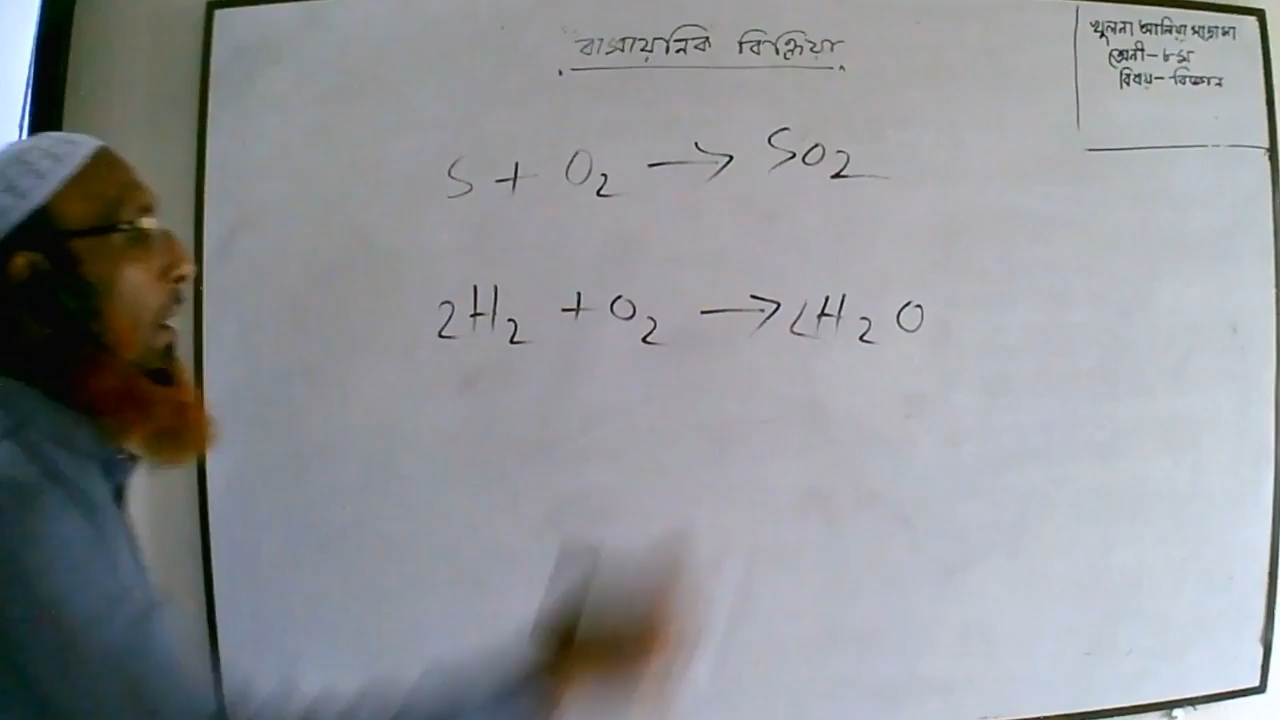 রাসায়নিক বিক্রিয়া
খুলনা আলিয়া মাদ্রাসা
শ্রেনী-৮ম
বিষয়-বিজ্ঞান
S + O₂ → SO₂
2H₂ + O₂ → 2H₂O